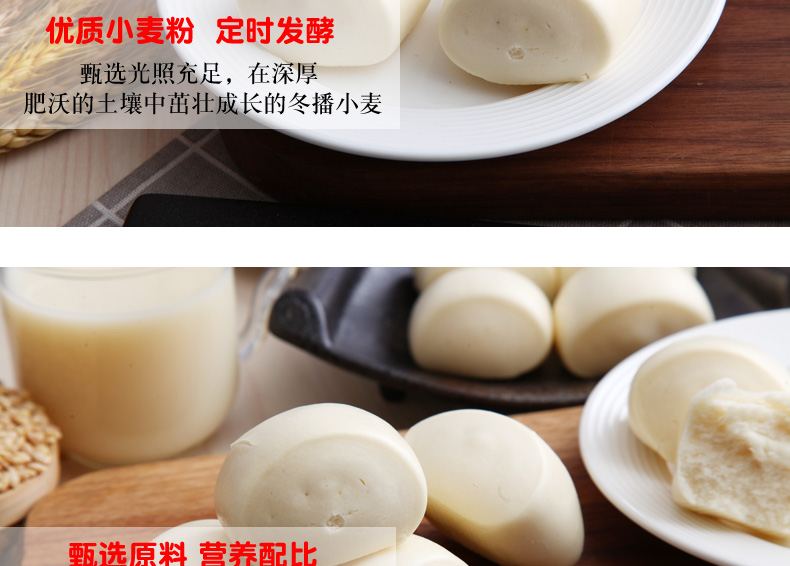 优质小麦粉 定时发酵
甄选光照充足，在深厚
肥沃的土壤中茁壮成长的冬播小麦
甄选原料 营养配比